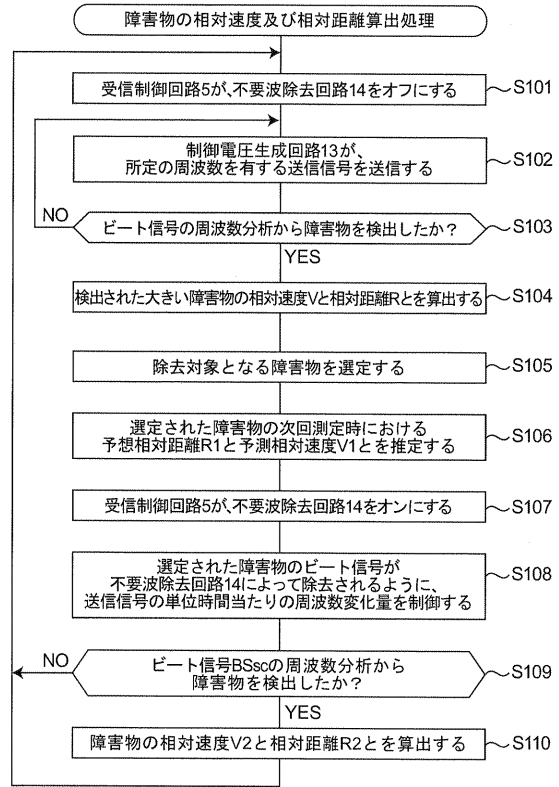 障害物の相対速度及び相対距離算出処理
受信制御回路5が、不要波除去回路14をオフにする
S101
制御電圧生成回路13が、
所定の周波数を有する送信信号を送信する
S102
NO
ビート信号の周波数分析から障害物を検出したか？
S103
YES
検出された大きい障害物の相対速度Vと相対距離Rとを算出する
S104
除去対象となる障害物を選定する
S105
選定された障害物の次回測定時における
予想相対距離R1と予測相対速度V1とを推定する
S106
受信制御回路5が、不要波除去回路14をオンにする
S107
選定された障害物のビート信号が
不要波除去回路14によって除去されるように、
送信信号の単位時間当たりの周波数変化量を制御する
S108
NO
ビート信号BSscの周波数分析から
障害物を検出したか？
S109
YES
障害物の相対速度V2と相対距離R2とを算出する
S110